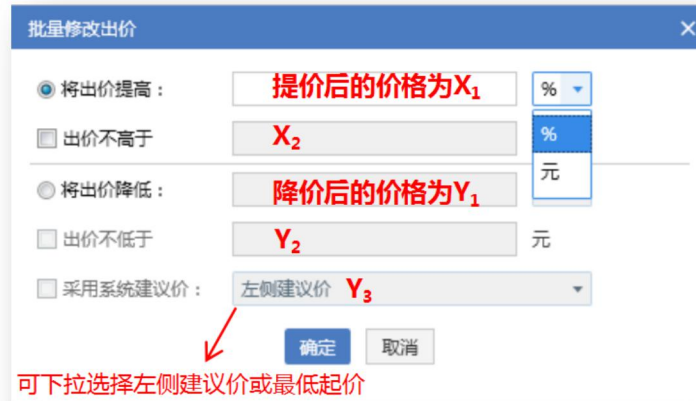 批量修改出价
将出价提高： 提价后的价格为X₁ %
出价不高于 X₂ %
元
将出价降低： 降价后的价格为Y₁
出价不低于 Y₂ 元
采用系统建议价： 左侧建议价 Y₃
确定 取消
可下拉选择左侧建议价或最低起价